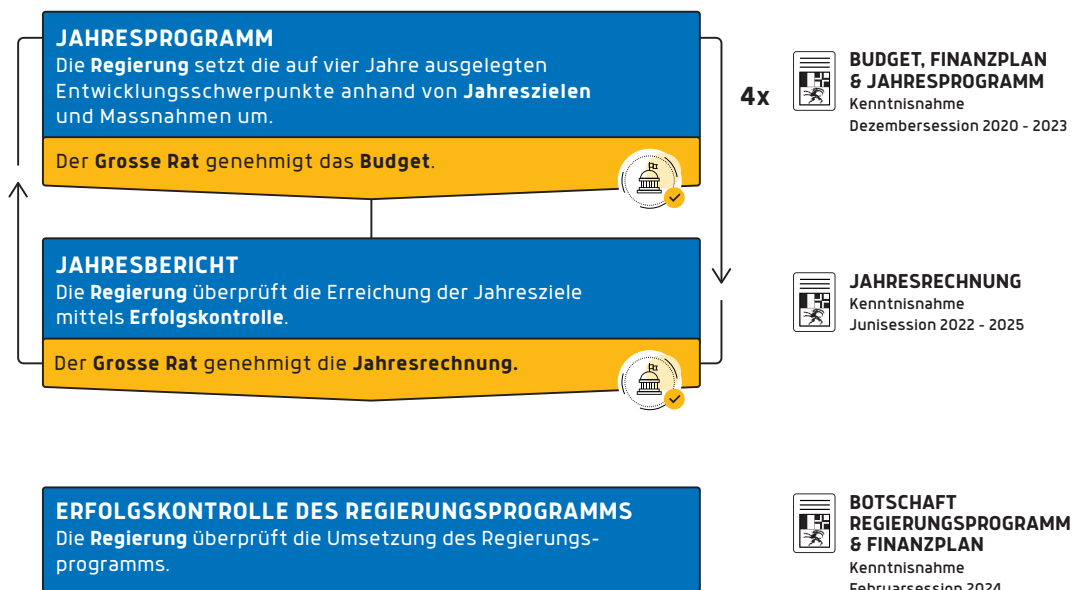 JAHRESPROGRAMM
Die Regierung setzt die auf vier Jahre ausgelegten
Entwicklungsschwerpunkte anhand von Jahreszielen
und Massnahmen um.
Der Grosse Rat genehmigt das Budget.
4x
BUDGET, FINANZPLAN
& JAHRESPROGRAMM
Kenntnisnahme
Dezembersession 2020 - 2023
JAHRESBERICHT
Die Regierung überprüft die Erreichung der Jahresziele
mittels Erfolgskontrolle.
Der Grosse Rat genehmigt die Jahresrechnung.
JAHRESRECHNUNG
Kenntnisnahme
Junisession 2022 - 2025
ERFOLGSKONTROLLE DES REGIERUNGSPROGRAMMS
Die Regierung überprüft die Umsetzung des Regierungs-
programms.
BOTSCHAFT
REGIERUNGSPROGRAMM
& FINANZPLAN
Kenntnisnahme
Februarsession 2024